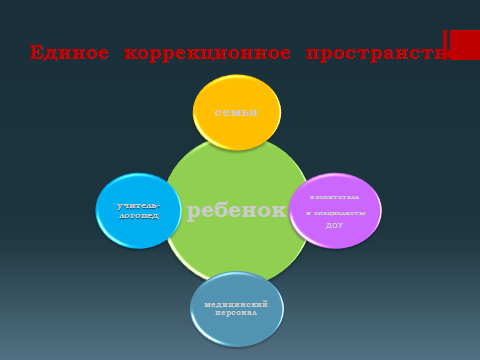 Единое коррекционное пространство
семья
учитель-
логопед
ребенок
воспитатель
и специалисты
ДОУ
медицинский
персонал